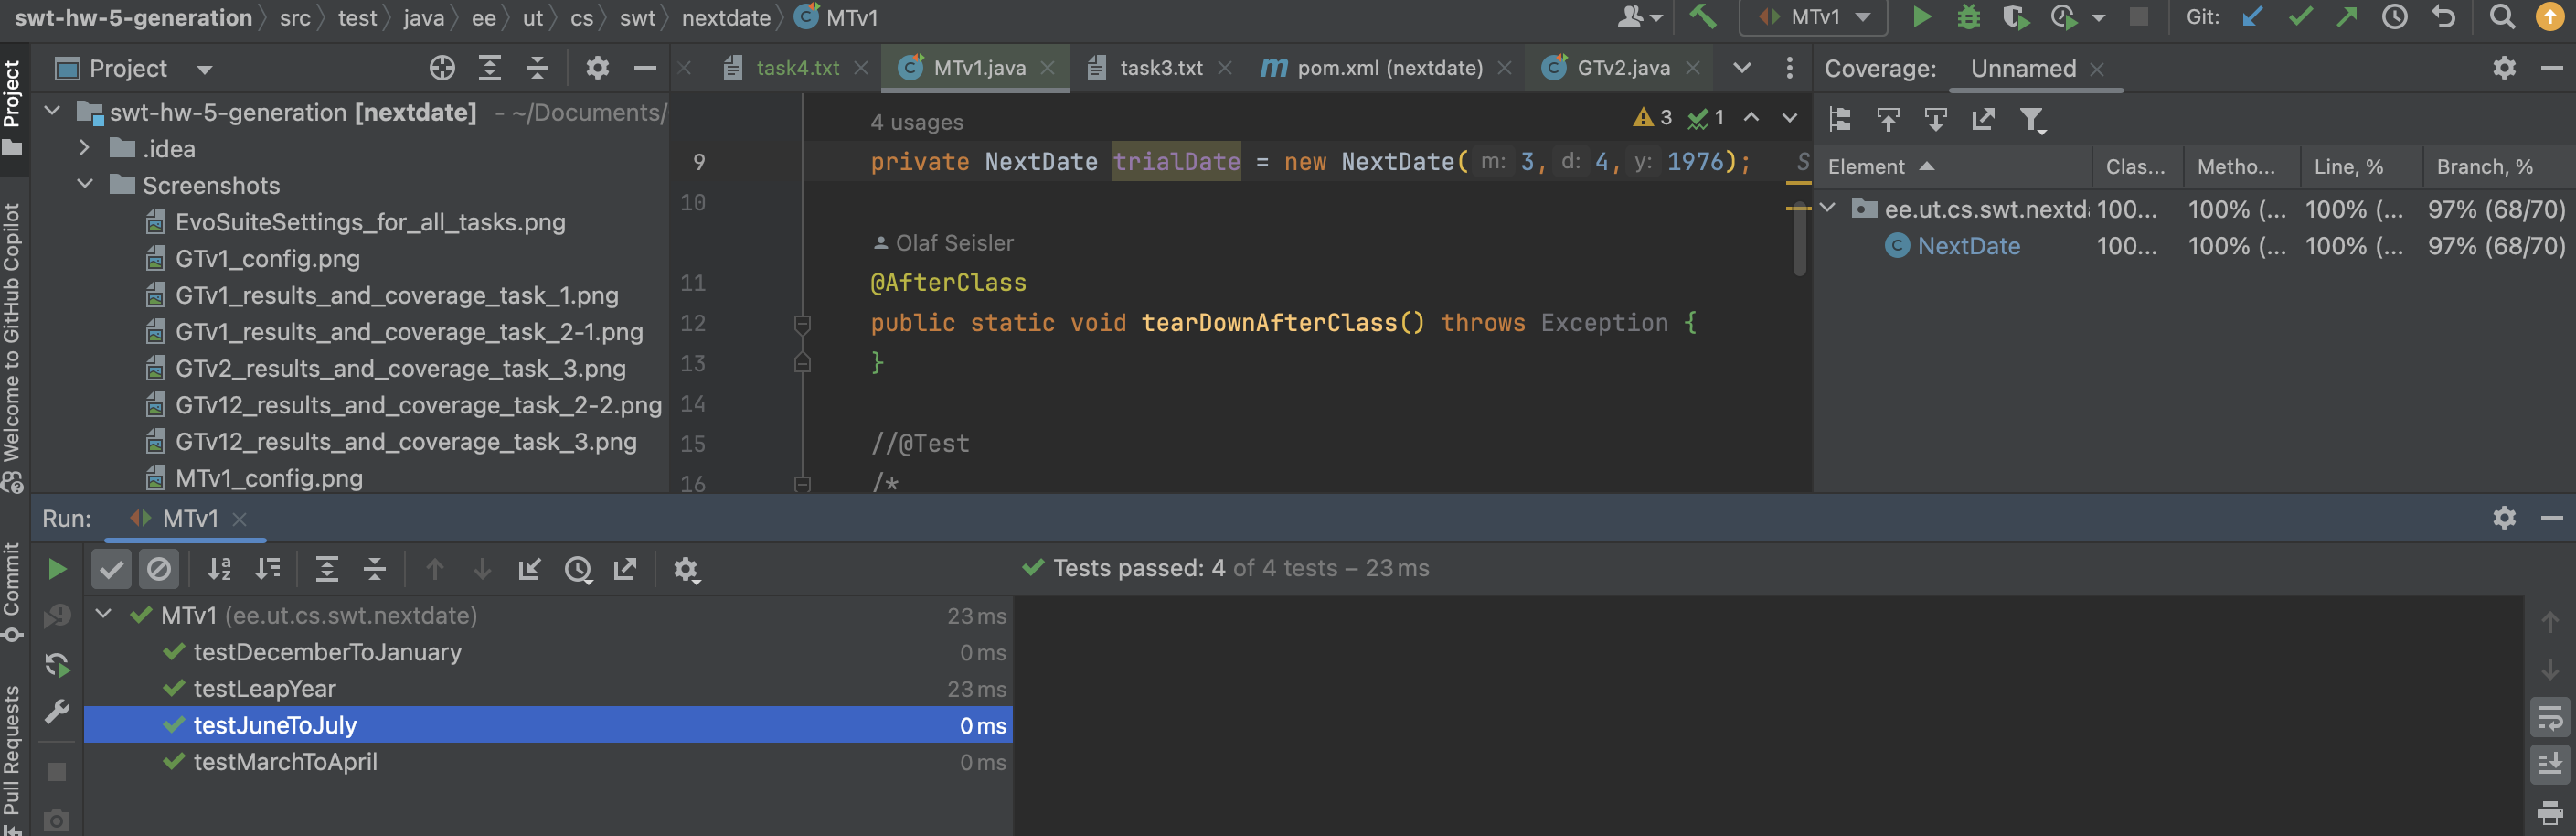 swt-hw-5-generation src test java ee ut cs swt nextdate MTv1
MTv1 Git:
Project
task4.txt MTv1.java task3.txt pom.xml (nextdate) GTv2.java
Coverage: Unnamed
Project
Welcome to GitHub Copilot
Commit
Pull Requests
swt-hw-5-generation [nextdate] - ~/Documents/
.idea
Screenshots
EvoSuiteSettings_for_all_tasks.png
GTv1_config.png
GTv1_results_and_coverage_task_1.png
GTv1_results_and_coverage_task_2-1.png
GTv2_results_and_coverage_task_3.png
GTv12_results_and_coverage_task_2-2.png
GTv12_results_and_coverage_task_3.png
MTv1_config.png
4 usages
3 1
9 private NextDate trialDate = new NextDate( m: 3, d: 4, y: 1976); S
10
Olaf Seisler
11 @AfterClass
12 public static void tearDownAfterClass() throws Exception {
13 }
14
15 //@Test
16 /*
Element Clas... Metho... Line, % Branch, %
ee.ut.cs.swt.nextd 100... 100% (... 100% (... 97% (68/70)
NextDate 100... 100% (... 100% (... 97% (68/70)
Run: MTv1
Tests passed: 4 of 4 tests – 23 ms
MTv1 (ee.ut.cs.swt.nextdate) 23 ms
testDecemberToJanuary 0 ms
testLeapYear 23 ms
testJuneToJuly 0 ms
testMarchToApril 0 ms